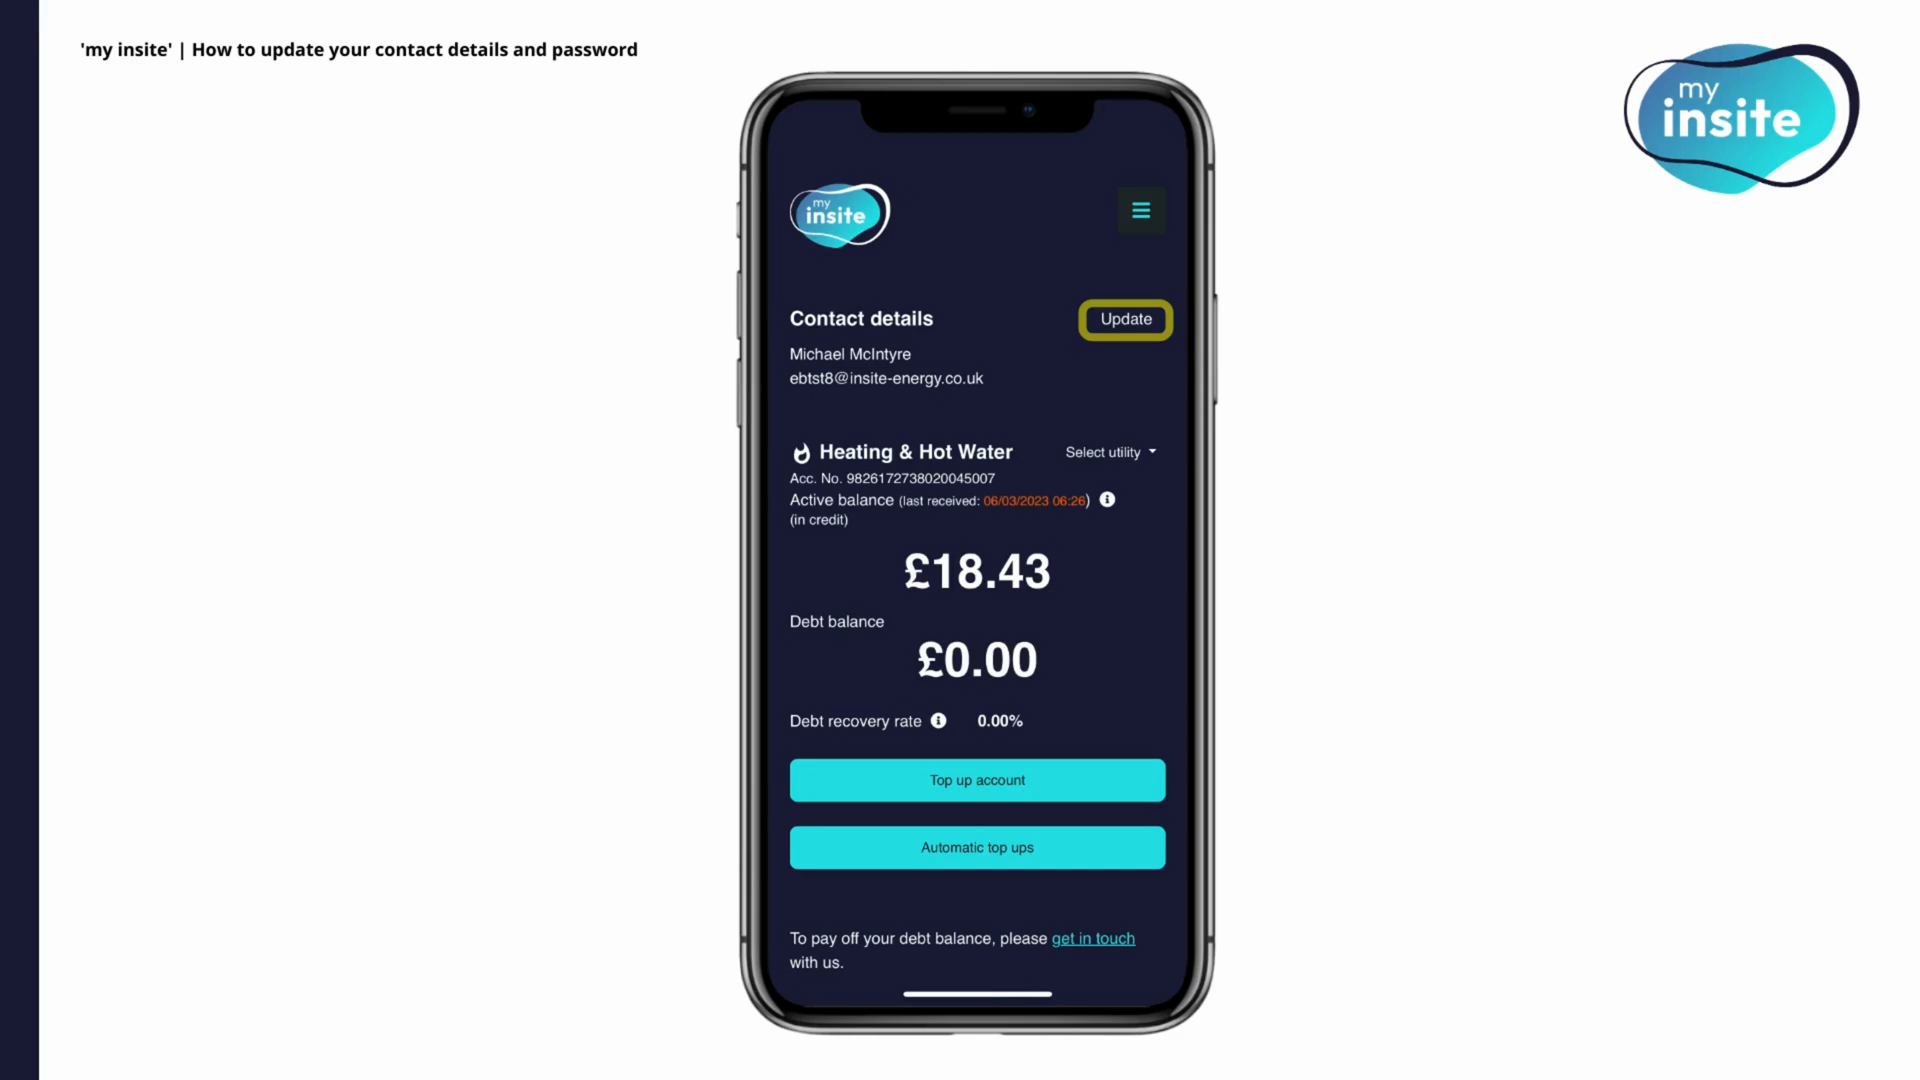 'my insite' | How to update your contact details and password
my
insite
my
insite
Contact details
Update
Michael McIntyre
ebtst8@insite-energy.co.uk
Heating & Hot Water
Select utility
Acc. No. 9826172738020045007
Active balance (last received: 06/03/2023 06:26)
(in credit)
£18.43
Debt balance
£0.00
Debt recovery rate
0.00%
Top up account
Automatic top ups
To pay off your debt balance, please get in touch
with us.